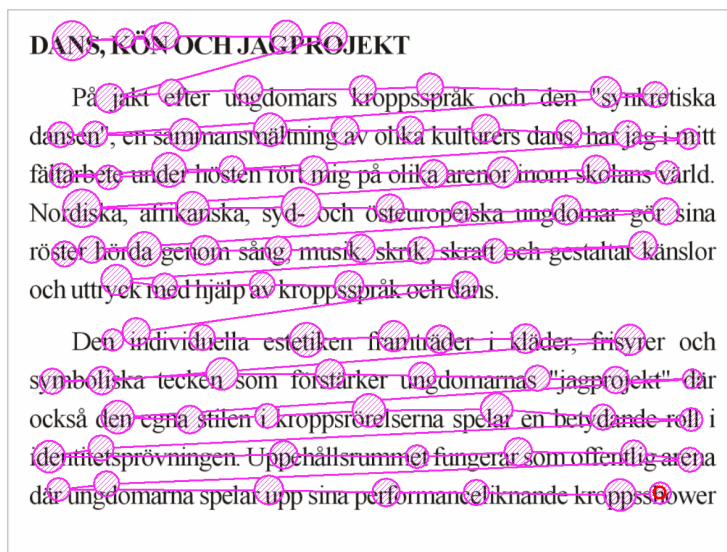 DANS, KÖN OCH JAGPROJEKT
På jakt efter ungdomars kroppsspråk och den "synkretiska
dansen", en sammansmältning av olika kulturers dans, har jag i mitt
fältarbete under hösten rört mig på olika arenor inom skolans värld.
Nordiska, afrikanska, syd- och östeuropeiska ungdomar gör sina
röster hörda genom sång, musik, skrik, skratt och gestaltar känslor
och uttryck med hjälp av kroppsspråk och dans.
Den individuella estetiken framträder i kläder, frisyrer och
symboliska tecken som förstärker ungdomarnas "jagprojekt" där
också den egna stilen i kroppsrörelserna spelar en betydande roll i
identitetsprövningen. Uppehållsrummet fungerar som offentlig arena
där ungdomarna spelar upp sina performanceliknande kroppsshower